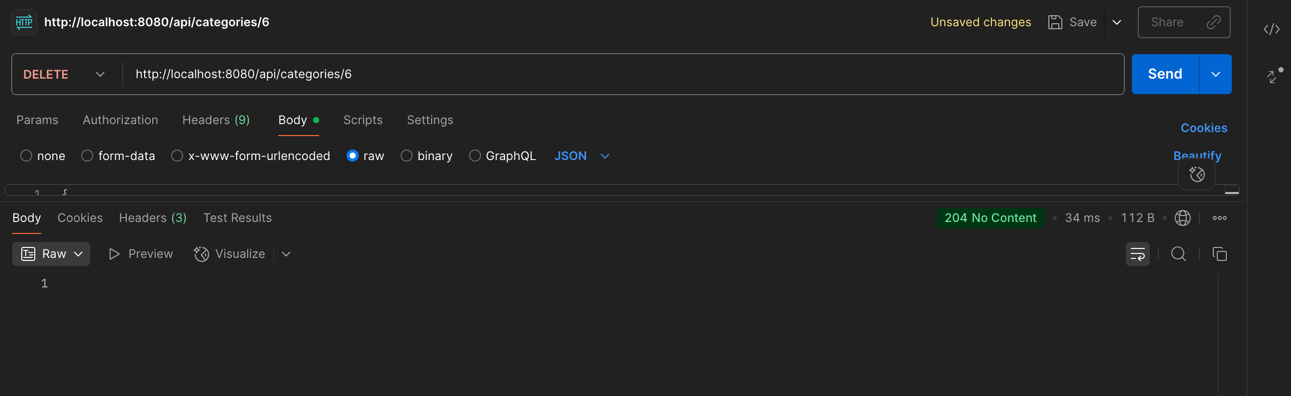 HTTP http://localhost:8080/api/categories/6 Unsaved changes Save Share
DELETE http://localhost:8080/api/categories/6 Send
Params Authorization Headers (9) Body Scripts Settings Cookies
none form-data x-www-form-urlencoded raw binary GraphQL JSON Beautify
1 {
Body Cookies Headers (3) Test Results 204 No Content • 34 ms • 112 B •
Raw Preview Visualize
1